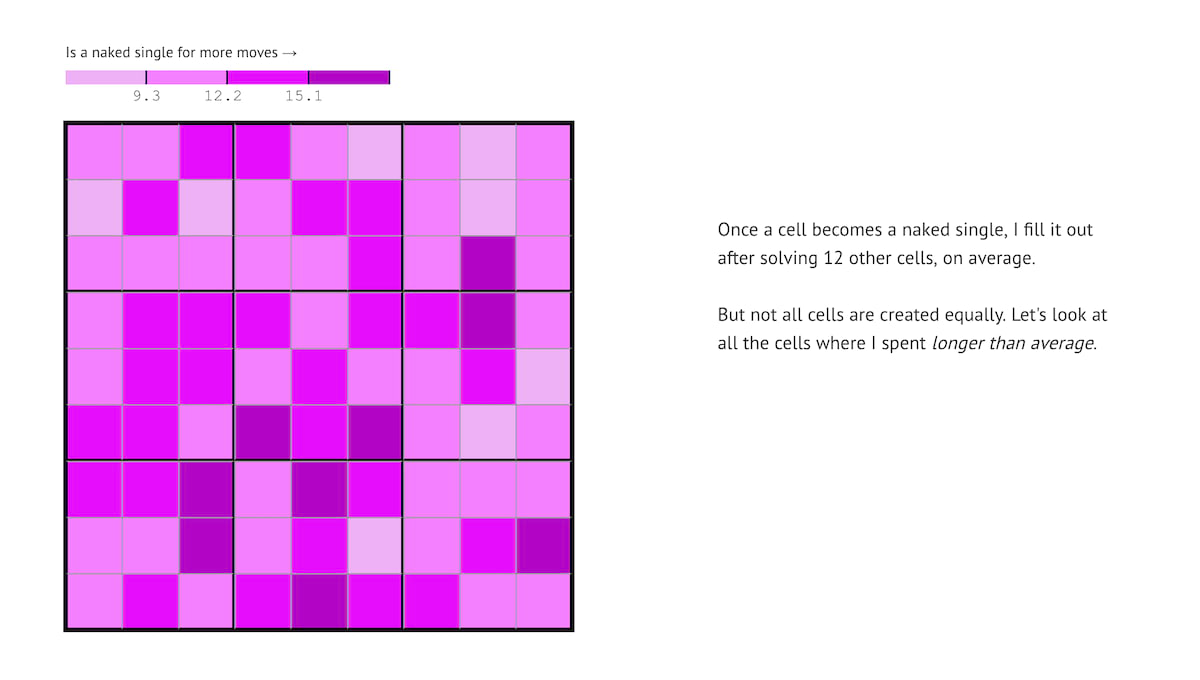 Is a naked single for more moves →
9.3 12.2 15.1
Once a cell becomes a naked single, I fill it out
after solving 12 other cells, on average.
But not all cells are created equally. Let's look at
all the cells where I spent longer than average.